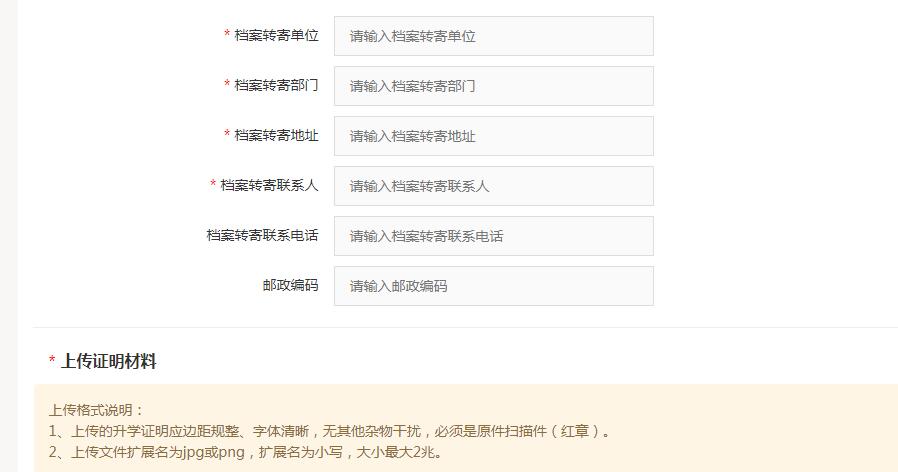 * 档案转寄单位 请输入档案转寄单位
* 档案转寄部门 请输入档案转寄部门
* 档案转寄地址 请输入档案转寄地址
* 档案转寄联系人 请输入档案转寄联系人
档案转寄联系电话 请输入档案转寄联系电话
邮政编码 请输入邮政编码
* 上传证明材料
上传格式说明：
1、上传的升学证明应边距规整、字体清晰，无其他杂物干扰，必须是原件扫描件（红章）。
2、上传文件扩展名为jpg或png，扩展名为小写，大小最大2兆。